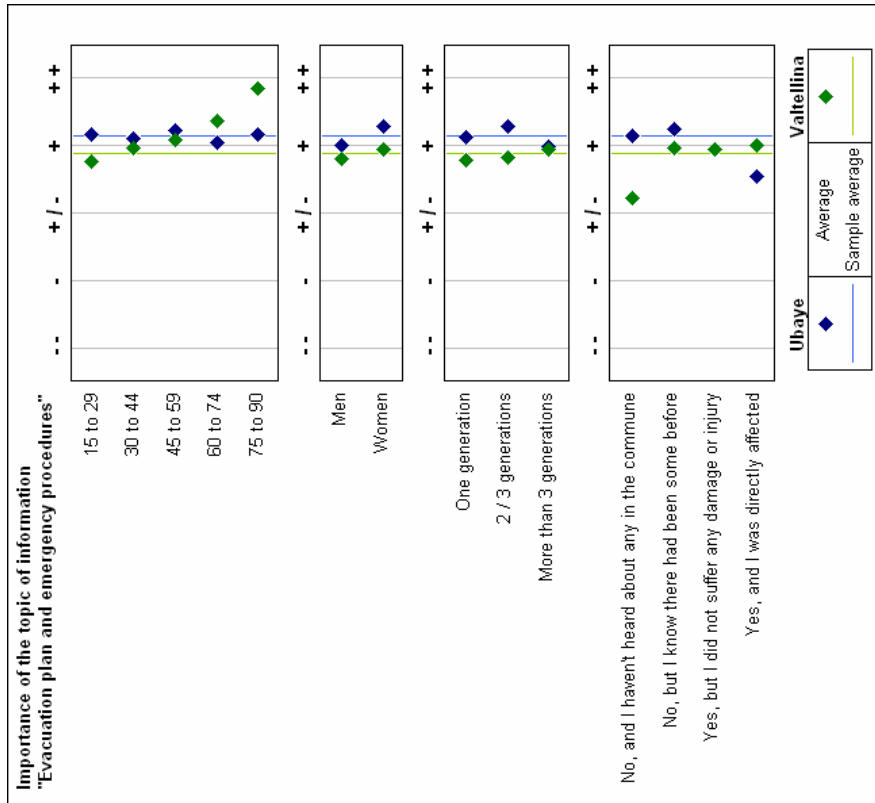 Importance of the topic of information
"Evacuation plan and emergency procedures"
- - - + / - + + +
15 to 29
30 to 44
45 to 59
60 to 74
75 to 90
- - - + / - + + +
Men
Women
- - - + / - + + +
One generation
2 / 3 generations
More than 3 generations
- - - + / - + + +
No, and I haven't heard about any in the commune
No, but I know there had been some before
Yes, but I did not suffer any damage or injury
Yes, and I was directly affected
Ubaye Valtellina
Average
Sample average